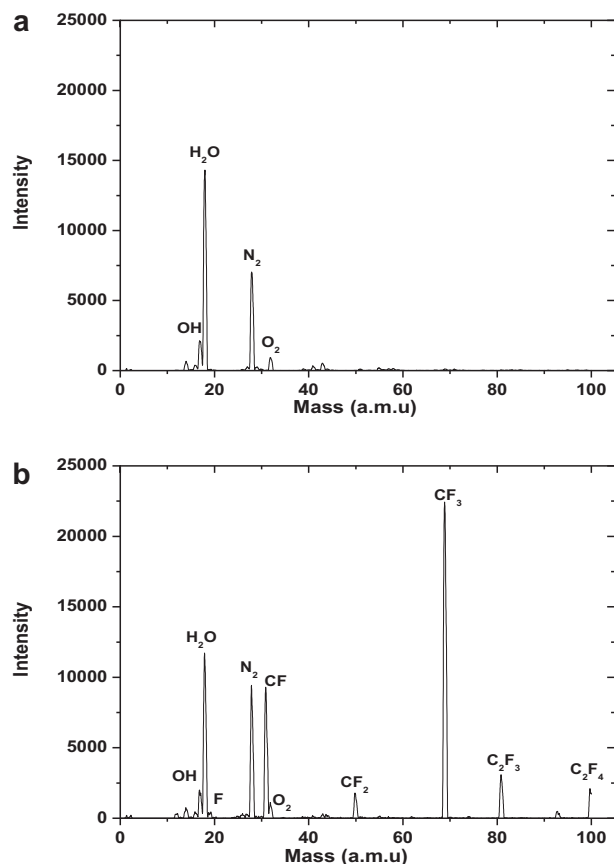 a
25000
20000
15000
10000
5000
0
Intensity
H₂O
N₂
OH
O₂
0 20 40 60 80 100
Mass (a.m.u)
b
25000
20000
15000
10000
5000
0
Intensity
CF₃
H₂O
N₂
CF
OH
F
O₂
CF₂
C₂F₃
C₂F₄
0 20 40 60 80 100
Mass (a.m.u)